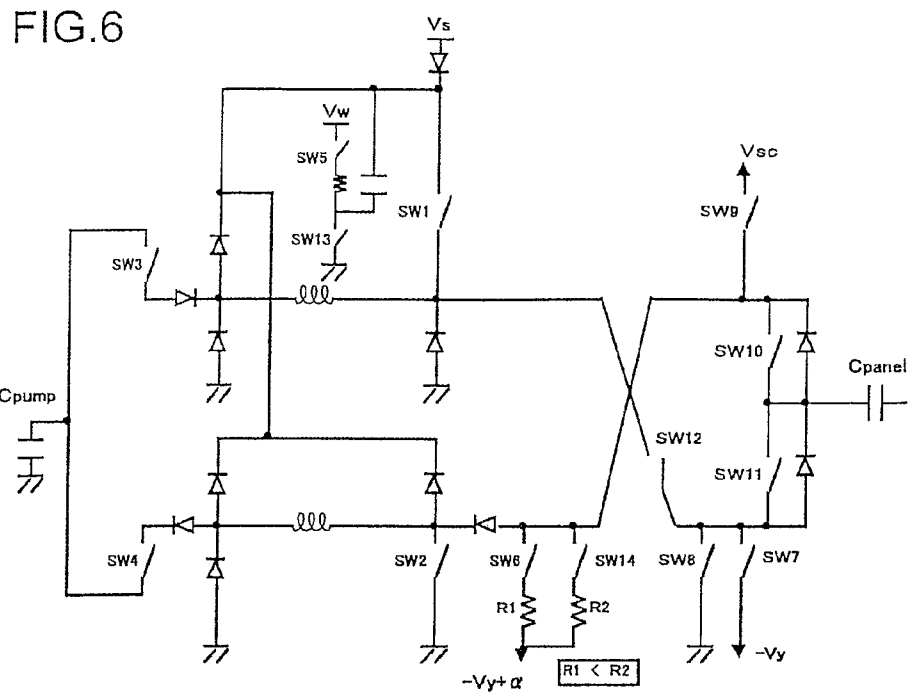 FIG.6
Vs
Vw
SW5
Vsc
SW1
SW9
SW13
SW3
SW10
Cpanel
Cpump
SW12
SW11
SW4
SW2
SW6
SW14
SW8
SW7
R1
R2
-Vy+α
R1 < R2
-Vy